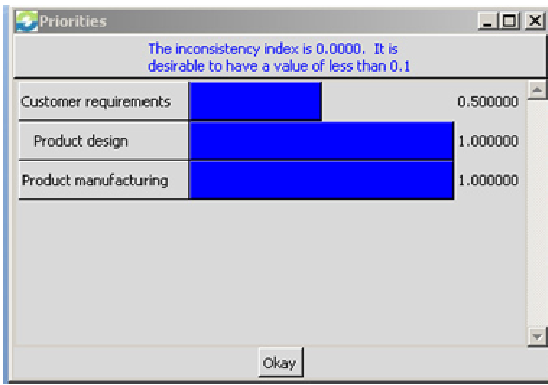 Priorities
The inconsistency index is 0.0000. It is
desirable to have a value of less than 0.1
Customer requirements 0.500000
Product design 1.000000
Product manufacturing 1.000000
Okay